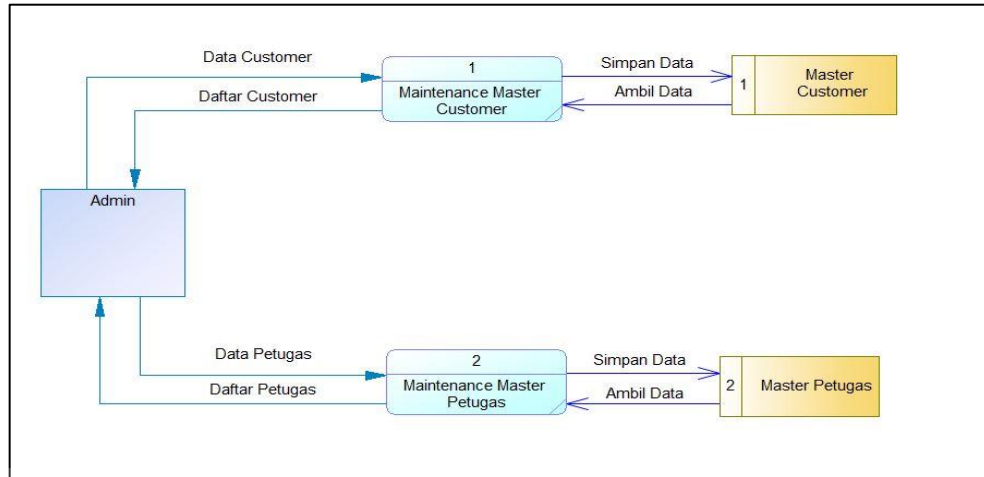 Data Customer
1
Simpan Data
1
Master
Customer
Daftar Customer
Maintenance Master
Customer
Ambil Data
Admin
Data Petugas
2
Simpan Data
2
Master Petugas
Daftar Petugas
Maintenance Master
Petugas
Ambil Data